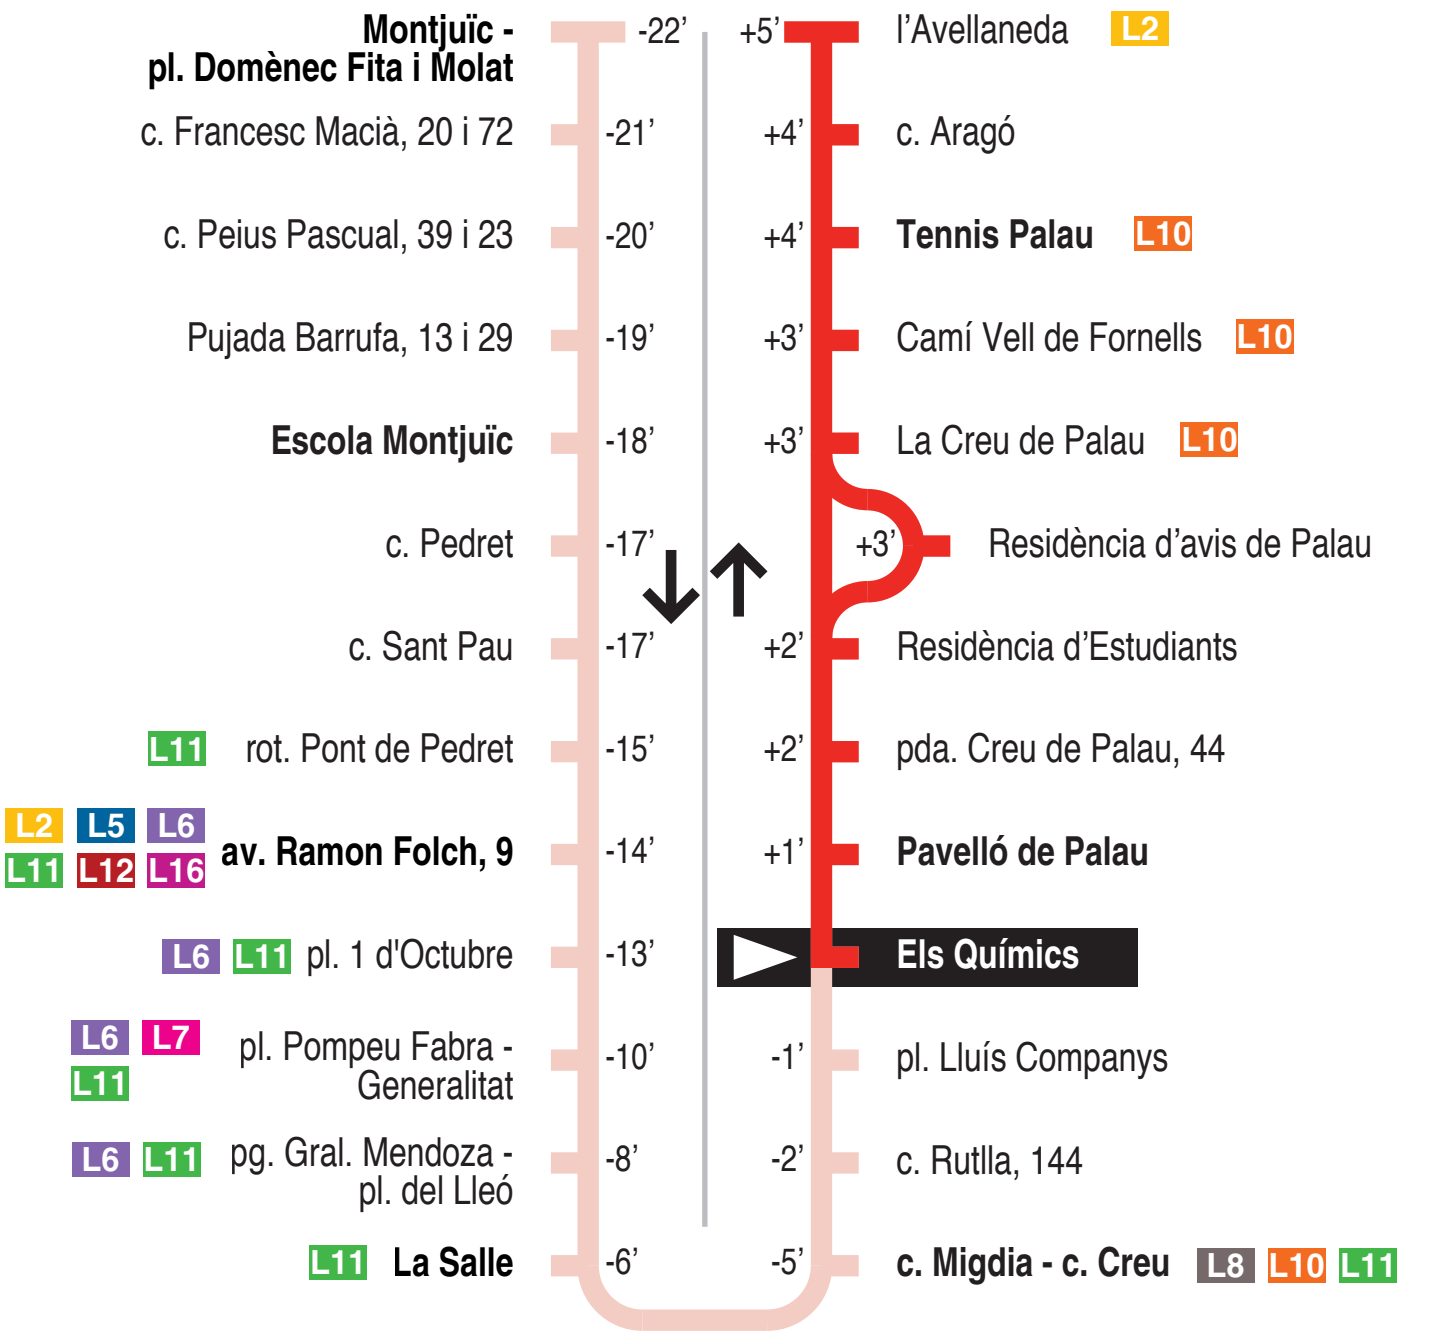 Montjuïc -
pl. Domènec Fita i Molat
-22’
c. Francesc Macià, 20 i 72
-21’
c. Peius Pascual, 39 i 23
-20’
Pujada Barrufa, 13 i 29
-19’
Escola Montjuïc
-18’
c. Pedret
-17’
c. Sant Pau
-17’
L11 rot. Pont de Pedret
-15’
L2 L5 L6
L11 L12 L16
av. Ramon Folch, 9
-14’
L6 L11 pl. 1 d'Octubre
-13’
L6 L7
L11
pl. Pompeu Fabra -
Generalitat
-10’
L6 L11
pg. Gral. Mendoza -
pl. del Lleó
-8’
L11 La Salle
-6’
+5’
l’Avellaneda L2
+4’
c. Aragó
+4’
Tennis Palau L10
+3’
Camí Vell de Fornells L10
+3’
La Creu de Palau L10
+3’
Residència d’avis de Palau
+2’
Residència d’Estudiants
+2’
pda. Creu de Palau, 44
+1’
Pavelló de Palau
Els Químics
-1’
pl. Lluís Companys
-2’
c. Rutlla, 144
-5’
c. Migdia - c. Creu L8 L10 L11